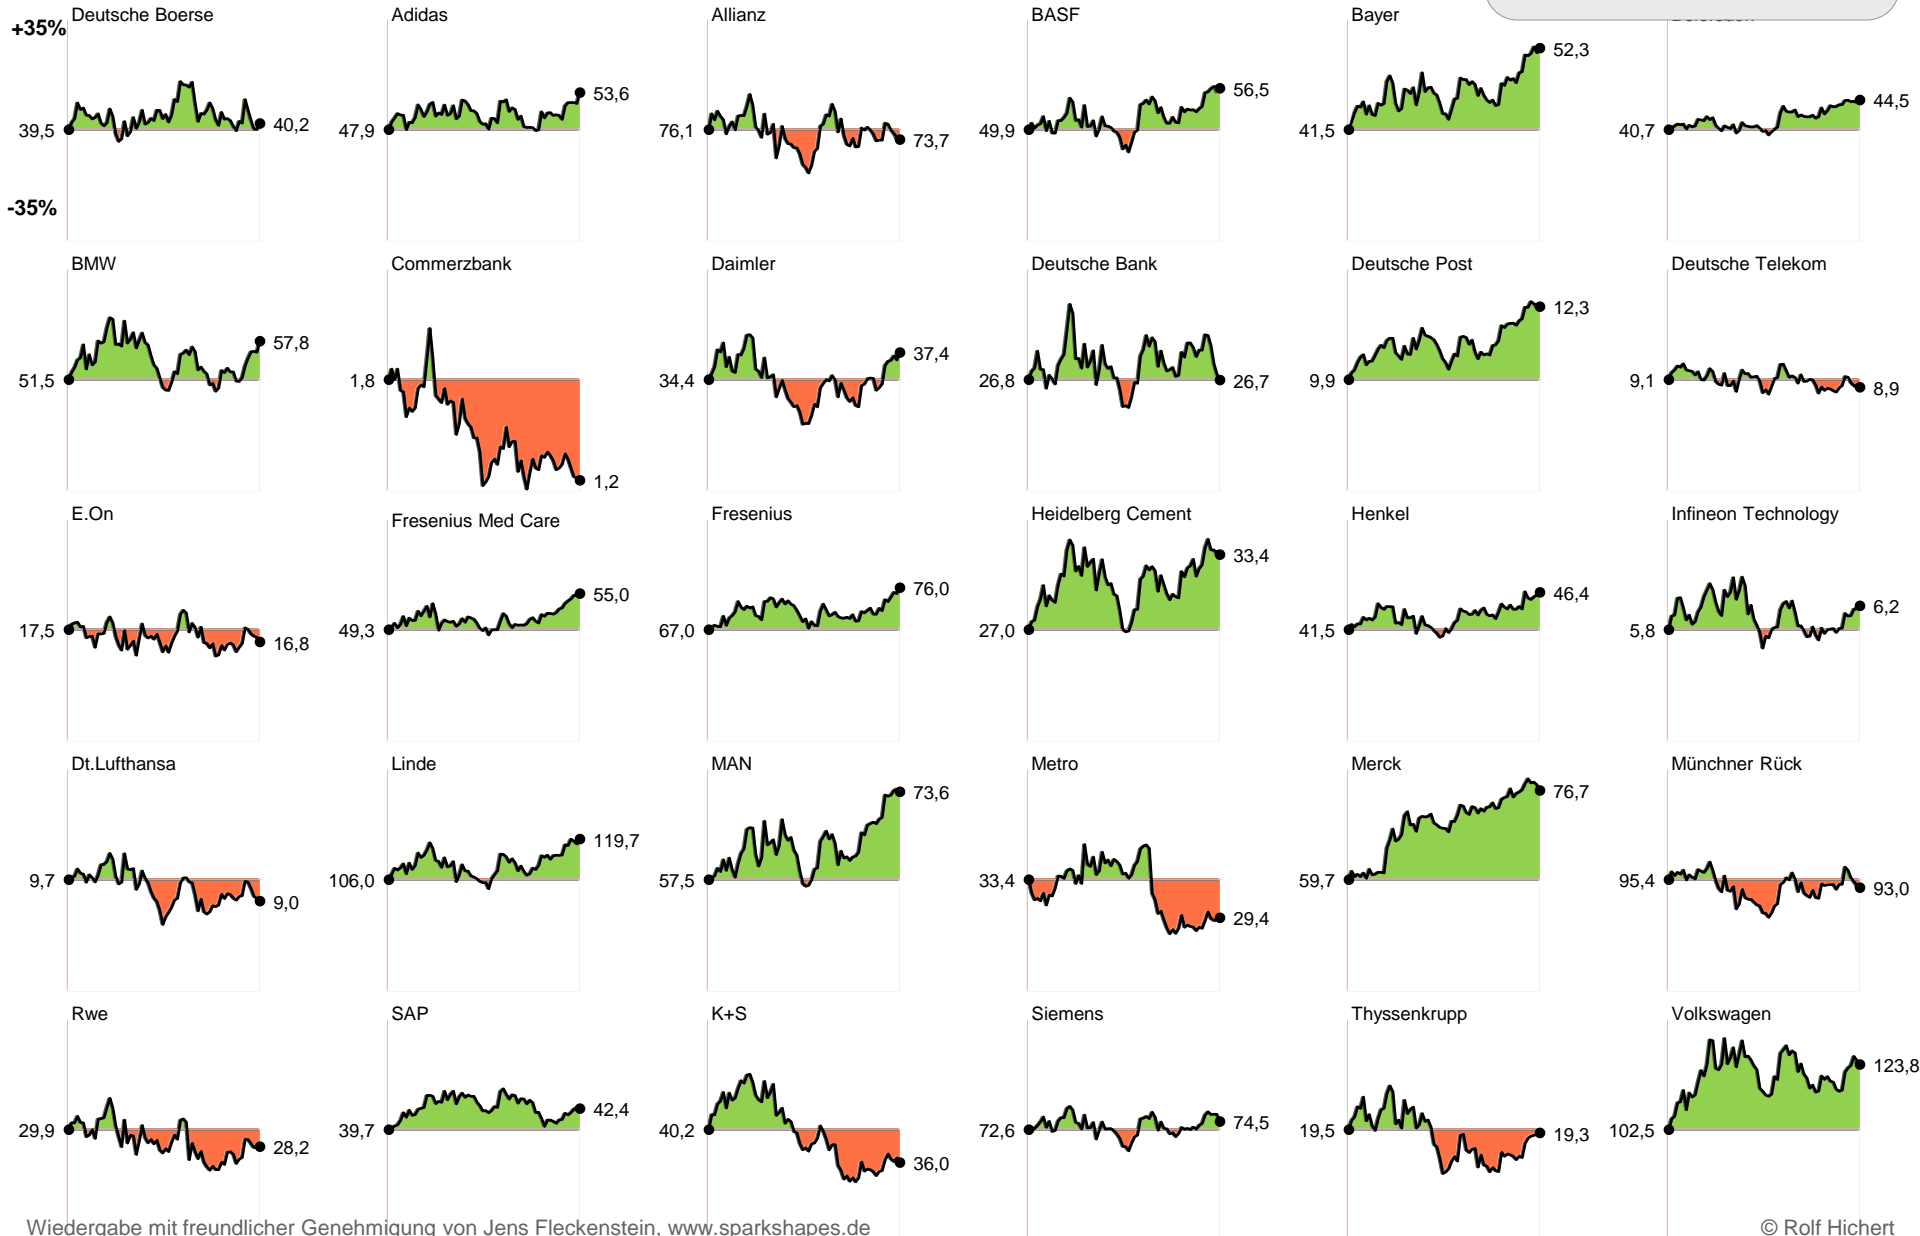 Deutsche Boerse
Adidas
Allianz
BASF
Bayer
+35%
39,5
40,2
47,9
53,6
76,1
73,7
49,9
56,5
41,5
52,3
40,7
44,5
-35%
BMW
Commerzbank
Daimler
Deutsche Bank
Deutsche Post
Deutsche Telekom
51,5
57,8
1,8
1,2
34,4
37,4
26,8
26,7
9,9
12,3
9,1
8,9
E.On
Fresenius Med Care
Fresenius
Heidelberg Cement
Henkel
Infineon Technology
17,5
16,8
49,3
55,0
67,0
76,0
27,0
33,4
41,5
46,4
5,8
6,2
Dt.Lufthansa
Linde
MAN
Metro
Merck
Münchner Rück
9,7
9,0
106,0
119,7
57,5
73,6
33,4
29,4
59,7
76,7
95,4
93,0
Rwe
SAP
K+S
Siemens
Thyssenkrupp
Volkswagen
29,9
28,2
39,7
42,4
40,2
36,0
72,6
74,5
19,5
19,3
102,5
123,8
Wiedergabe mit freundlicher Genehmigung von Jens Fleckenstein, www.sparkshapes.de
© Rolf Hichert